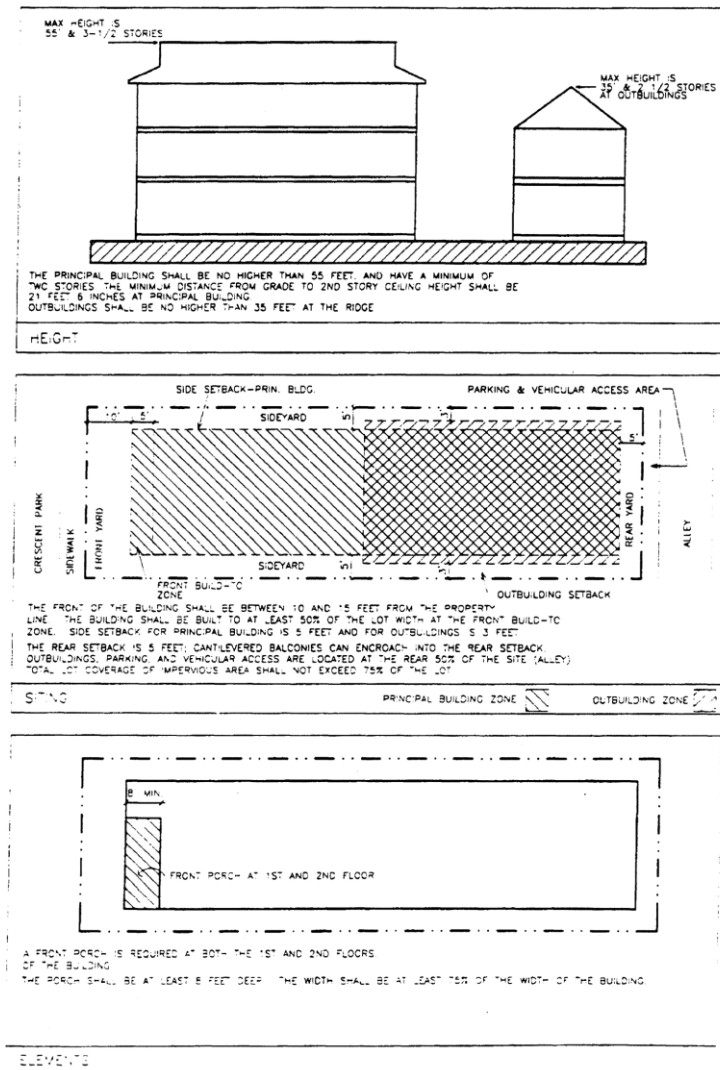 MAX HEIGHT IS
55' & 3-1/2 STORIES
MAX HEIGHT IS
35' & 2 1/2 STORIES
AT OUTBUILDINGS
THE PRINCIPAL BUILDING SHALL BE NO HIGHER THAN 55 FEET, AND HAVE A MINIMUM OF
TWO STORIES THE MINIMUM DISTANCE FROM GRADE TO 2ND STORY CEILING HEIGHT SHALL BE
21 FEET 6 INCHES AT PRINCIPAL BUILDING
OUTBUILDINGS SHALL BE NO HIGHER THAN 35 FEET AT THE RIDGE
HEIGHT
SIDE SETBACK-PRIN. BLDG.
PARKING & VEHICULAR ACCESS AREA
10' 5'
SIDEYARD
5'
3'
5'
CRESCENT PARK
SIDEWALK
FRONT YARD
REAR YARD
ALLEY
SIDEYARD
5'
FRONT BUILD-TO
ZONE
OUTBUILDING SETBACK
THE FRONT OF THE BUILDING SHALL BE BETWEEN 10 AND 15 FEET FROM THE PROPERTY
LINE. THE BUILDING SHALL BE BUILT TO AT LEAST 50% OF THE LOT WIDTH AT THE FRONT BUILD-TO
ZONE. SIDE SETBACK FOR PRINCIPAL BUILDING IS 5 FEET AND FOR OUTBUILDINGS S 3 FEET
THE REAR SETBACK IS 5 FEET; CANTILEVERED BALCONIES CAN ENCROACH INTO THE REAR SETBACK.
OUTBUILDINGS, PARKING, AND VEHICULAR ACCESS ARE LOCATED AT THE REAR 50% OF THE SITE (ALLEY)
TOTAL LOT COVERAGE OF IMPERVIOUS AREA SHALL NOT EXCEED 75% OF THE LOT
SITING
PRINCIPAL BUILDING ZONE
OUTBUILDING ZONE
8 MIN.
FRONT PORCH AT 1ST AND 2ND FLOOR
A FRONT PORCH IS REQUIRED AT BOTH THE 1ST AND 2ND FLOORS
OF THE BUILDING
THE PORCH SHALL BE AT LEAST 8 FEET DEEP. THE WIDTH SHALL BE AT LEAST 75% OF THE WIDTH OF THE BUILDING.
ELEMENTS